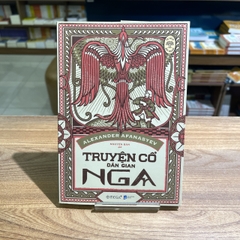 ALEXANDER AFANASYEV
TRUYỆN CỔ
DÂN GIAN
NGA